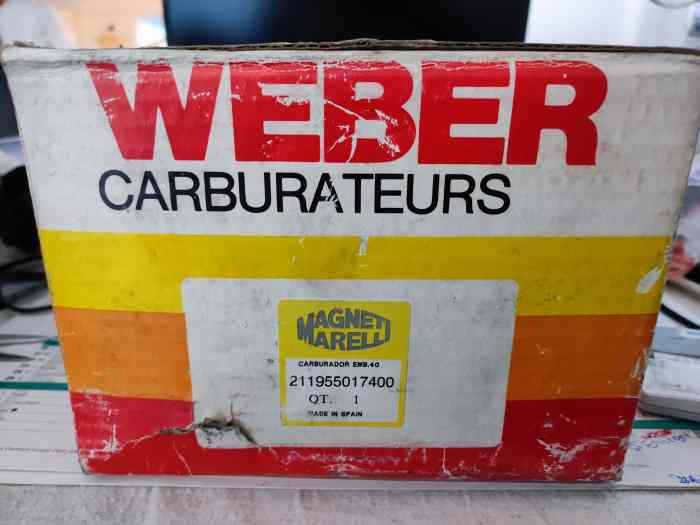 WEBER
CARBURATEURS
MAGNETI
MARELLI
CARBURADOR EMB.40
211955017400
QT. 1
MADE IN SPAIN